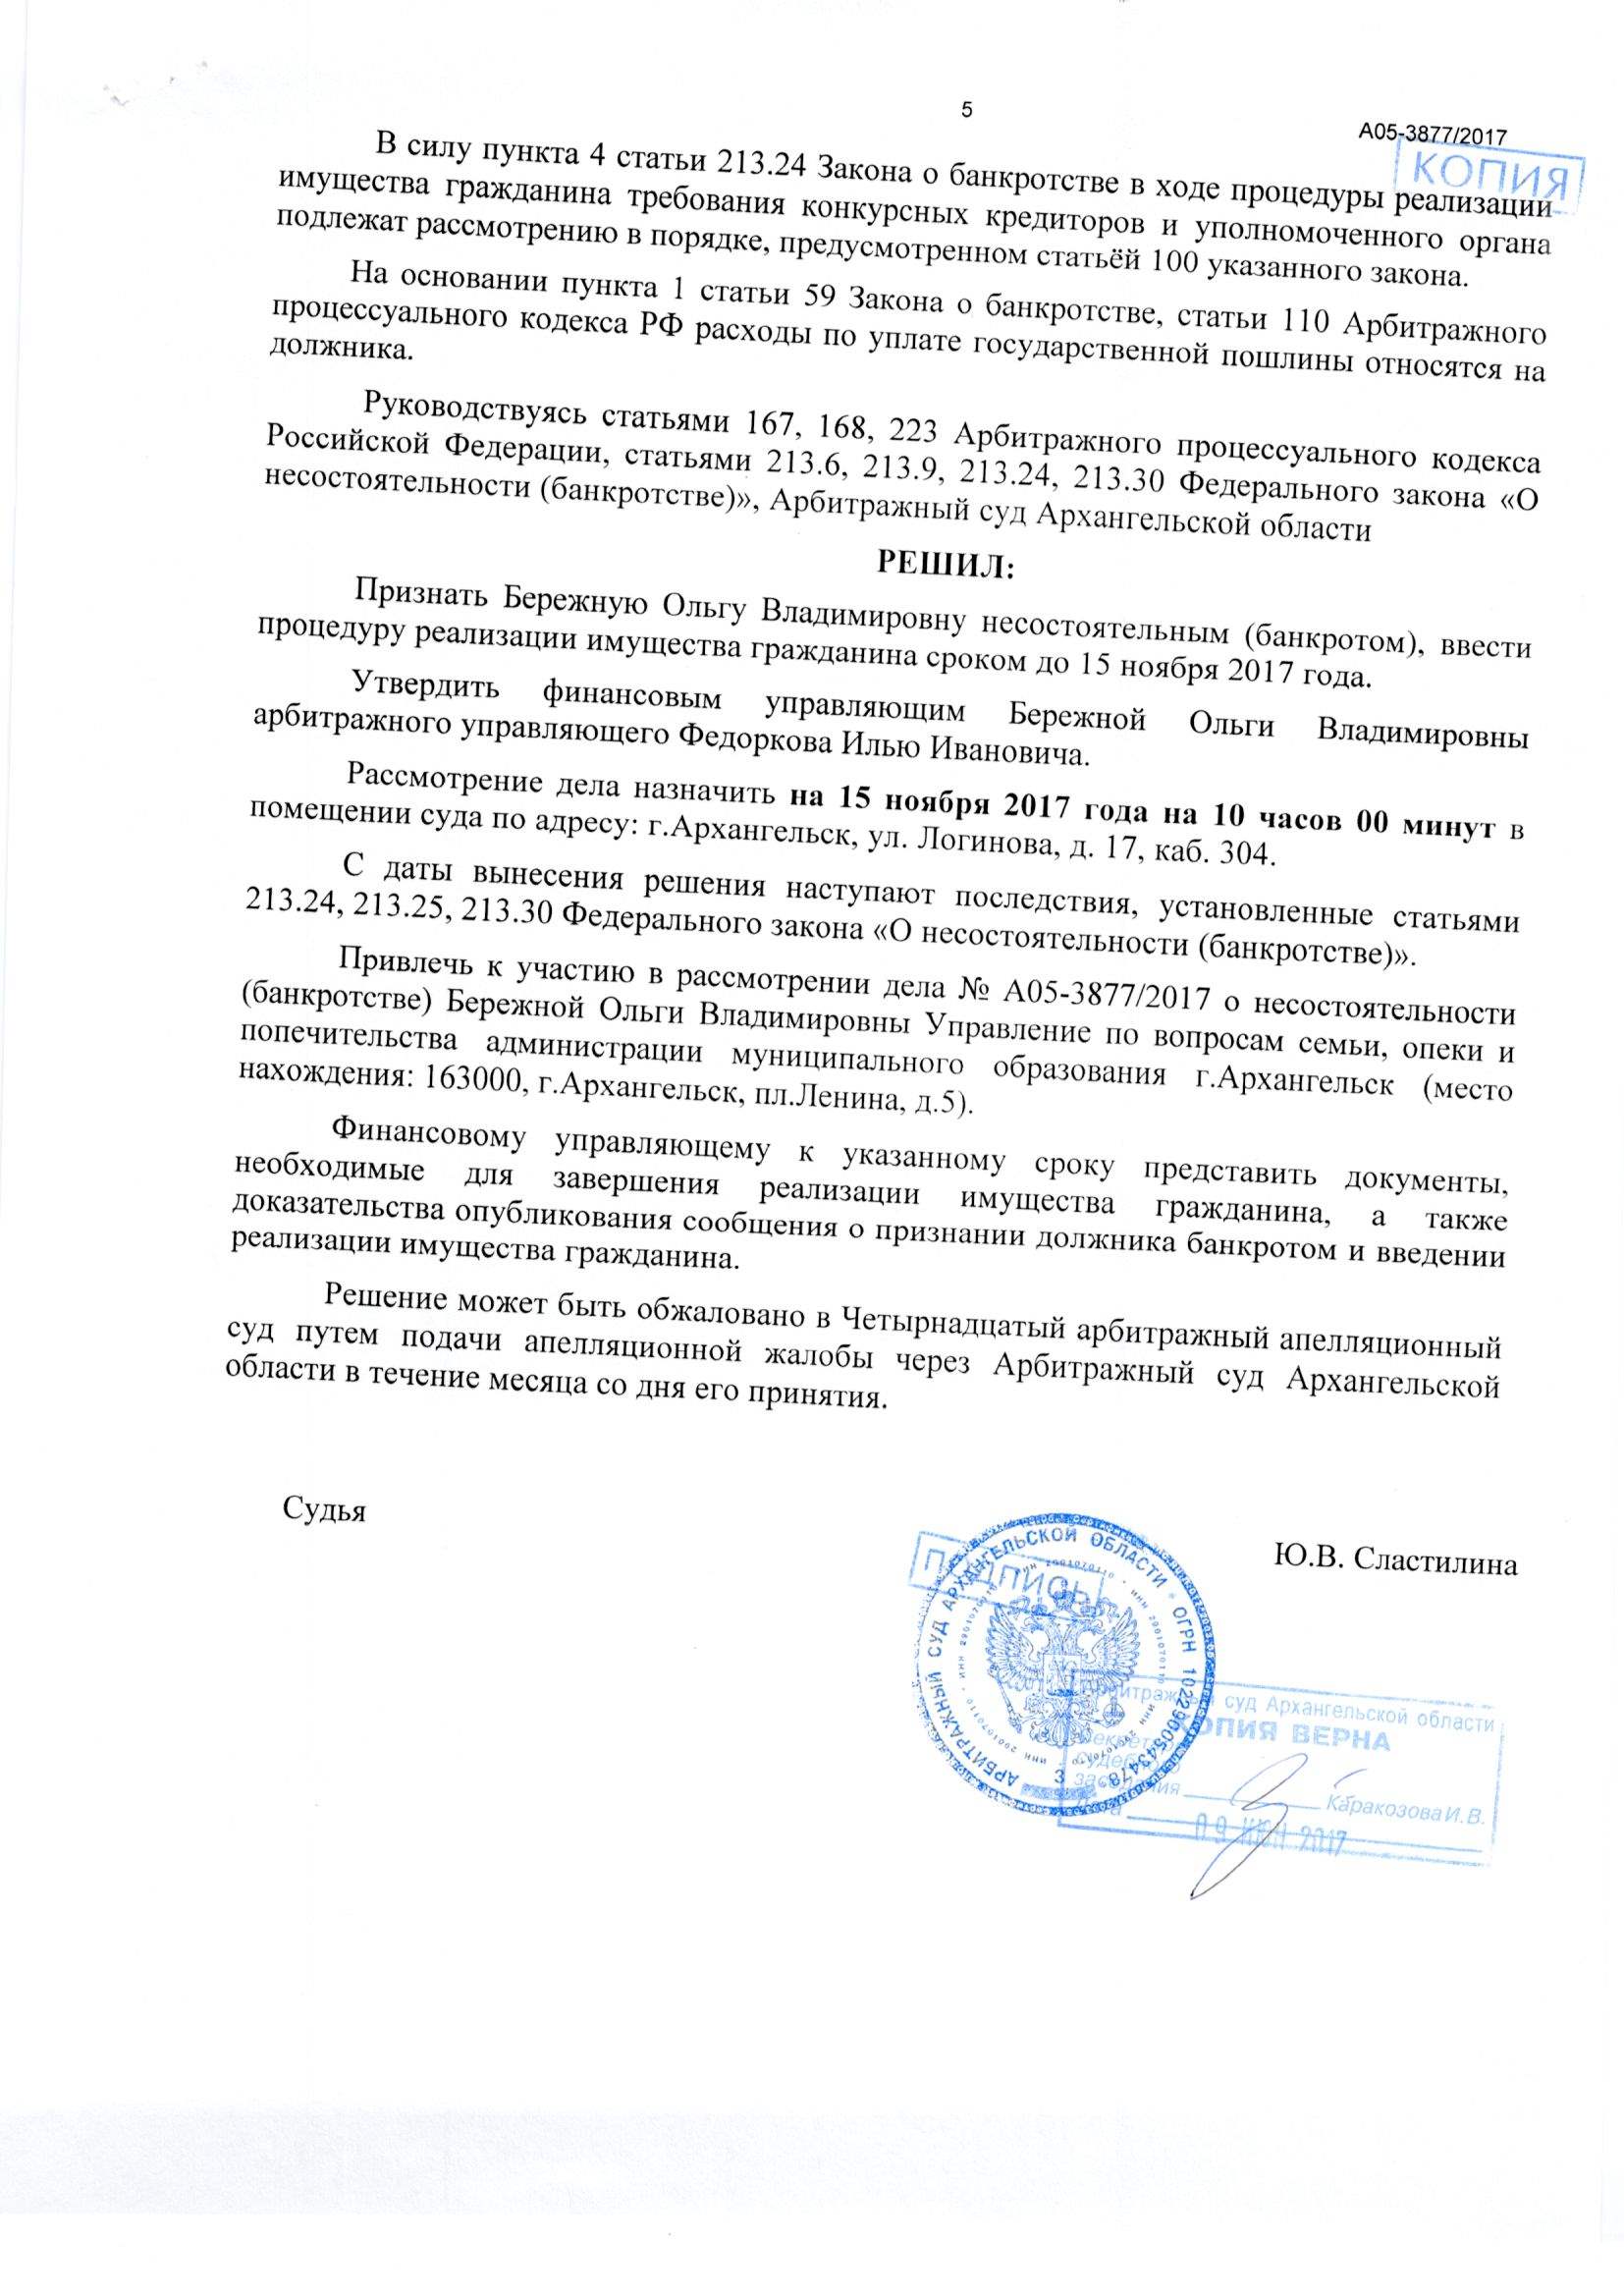 5
А05-3877/2017
КОПИЯ
В силу пункта 4 статьи 213.24 Закона о банкротстве в ходе процедуры реализации
имущества гражданина требования конкурсных кредиторов и уполномоченного органа
подлежат рассмотрению в порядке, предусмотренном статьёй 100 указанного закона.
На основании пункта 1 статьи 59 Закона о банкротстве, статьи 110 Арбитражного
процессуального кодекса РФ расходы по уплате государственной пошлины относятся на
должника.
Руководствуясь статьями 167, 168, 223 Арбитражного процессуального кодекса
Российской Федерации, статьями 213.6, 213.9, 213.24, 213.30 Федерального закона «О
несостоятельности (банкротстве)», Арбитражный суд Архангельской области
РЕШИЛ:
Признать Бережную Ольгу Владимировну несостоятельным (банкротом), ввести
процедуру реализации имущества гражданина сроком до 15 ноября 2017 года.
Утвердить финансовым управляющим Бережной Ольги Владимировны
арбитражного управляющего Федоркова Илью Ивановича.
Рассмотрение дела назначить на 15 ноября 2017 года на 10 часов 00 минут в
помещении суда по адресу: г.Архангельск, ул. Логинова, д. 17, каб. 304.
С даты вынесения решения наступают последствия, установленные статьями
213.24, 213.25, 213.30 Федерального закона «О несостоятельности (банкротстве)».
Привлечь к участию в рассмотрении дела № А05-3877/2017 о несостоятельности
(банкротстве) Бережной Ольги Владимировны Управление по вопросам семьи, опеки и
попечительства администрации муниципального образования г.Архангельск (место
нахождения: 163000, г.Архангельск, пл.Ленина, д.5).
Финансовому управляющему к указанному сроку представить документы,
необходимые для завершения реализации имущества гражданина, а также
доказательства опубликования сообщения о признании должника банкротом и введении
реализации имущества гражданина.
Решение может быть обжаловано в Четырнадцатый арбитражный апелляционный
суд путем подачи апелляционной жалобы через Арбитражный суд Архангельской
области в течение месяца со дня его принятия.
Судья
Ю.В. Сластилина
ПОДПИСЬ
АРБИТРАЖНЫЙ СУД АРХАНГЕЛЬСКОЙ ОБЛАСТИ * ОГРН 1022900543478
ИНН 2901070110
3
Арбитражный суд Архангельской области
КОПИЯ ВЕРНА
Секретарь
судебного
заседания
Каракозова И.В.
Дата
09 ИЮН 2017